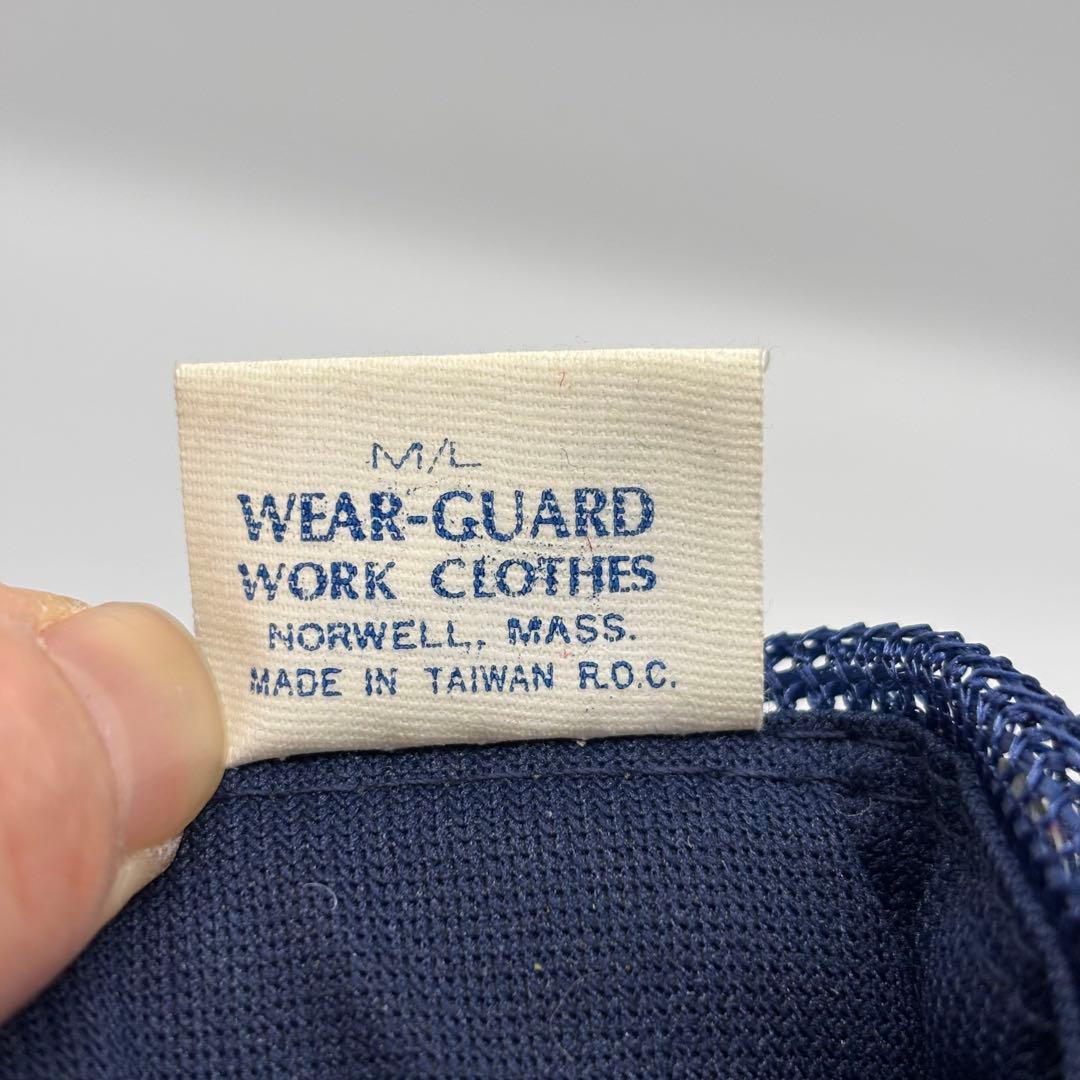 M/L
WEAR-GUARD
WORK CLOTHES
NORWELL, MASS.
MADE IN TAIWAN R.O.C.